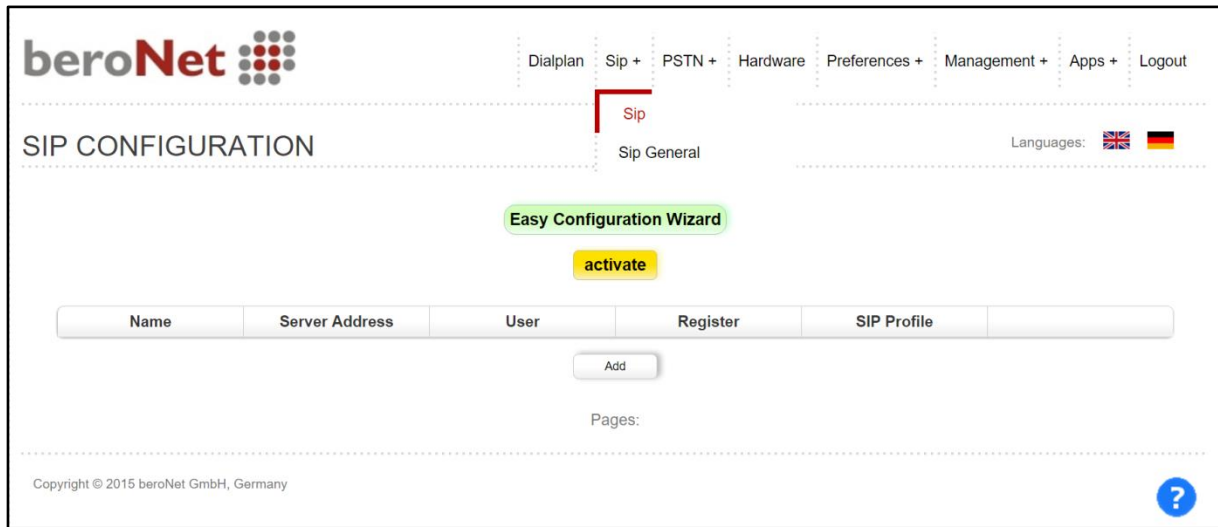 beroNet
Dialplan Sip + PSTN + Hardware Preferences + Management + Apps + Logout
Sip
Sip General
SIP CONFIGURATION
Languages:
Easy Configuration Wizard
activate
Name Server Address User Register SIP Profile
Add
Pages:
Copyright © 2015 beroNet GmbH, Germany
?